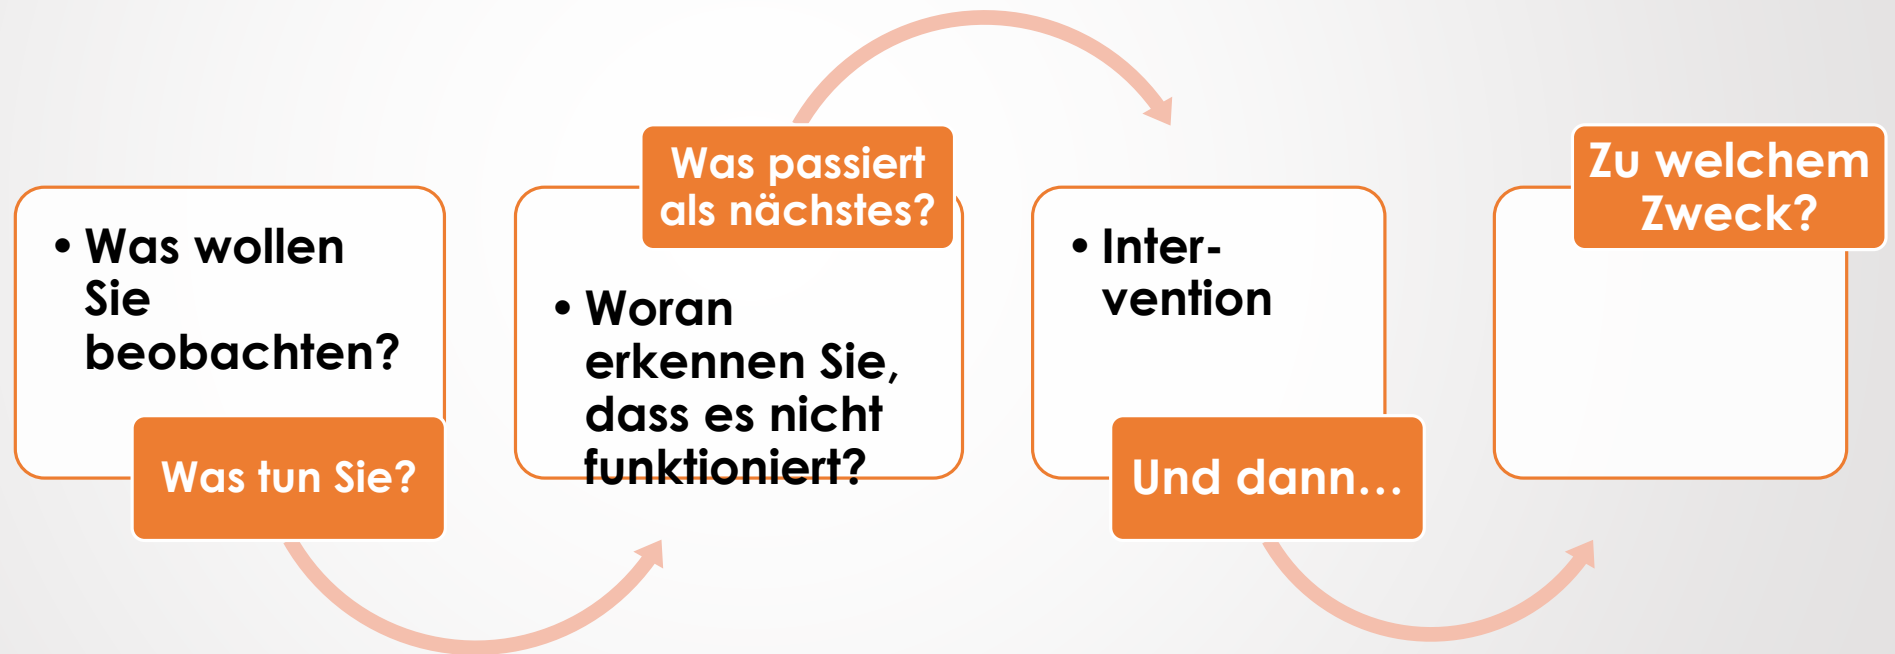 • Was wollen
Sie
beobachten?
Was tun Sie?
Was passiert
als nächstes?
• Woran
erkennen Sie,
dass es nicht
funktioniert?
• Inter-
vention
Und dann...
Zu welchem
Zweck?